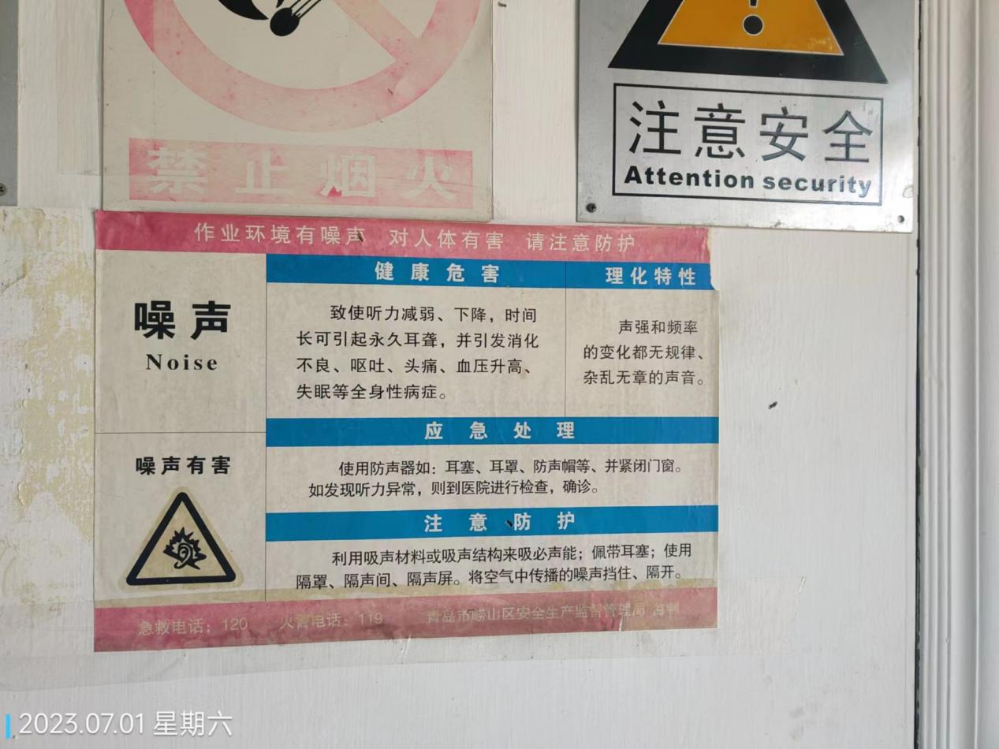 禁止烟火
注意安全
Attention security
作业环境有噪声 对人体有害 请注意防护
噪声
Noise
健康危害
致使听力减弱、下降，时间
长可引起永久耳聋，并引发消化
不良、呕吐、头痛、血压升高、
失眠等全身性病症。
理化特性
声强和频率
的变化都无规律、
杂乱无章的声音。
应急处理
使用防声器如：耳塞、耳罩、防声帽等、并紧闭门窗。
如发现听力异常，则到医院进行检查，确诊。
噪声有害
注意防护
利用吸声材料或吸声结构来吸必声能；佩带耳塞；使用
隔罩、隔声间、隔声屏。将空气中传播的噪声挡住、隔开。
急救电话：120 火警电话：119 青岛市崂山区安全生产监督管理局 监制
2023.07.01 星期六